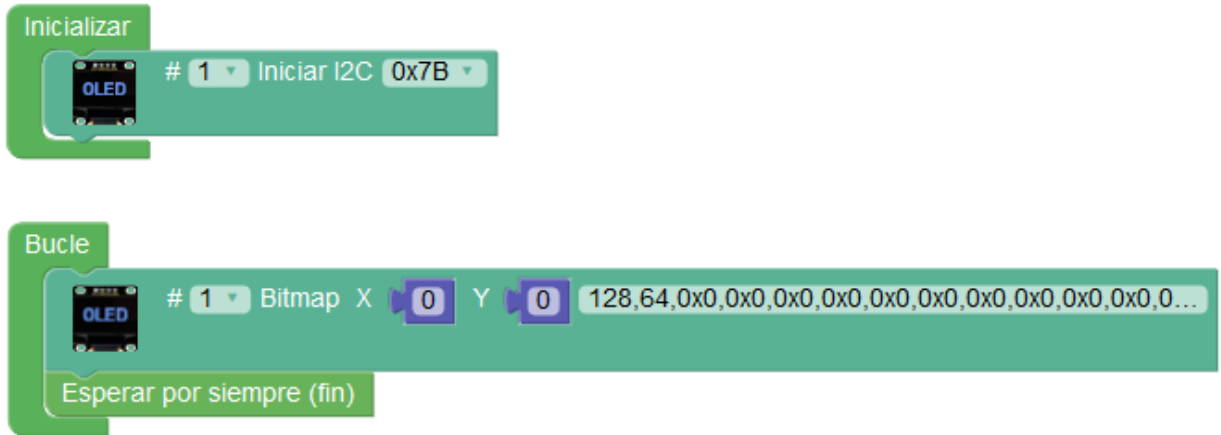 Inicializar
OLED # 1 Iniciar I2C 0x7B
Bucle
OLED # 1 Bitmap X 0 Y 0 128,64,0x0,0x0,0x0,0x0,0x0,0x0,0x0,0x0,0x0,0x0,0...
Esperar por siempre (fin)